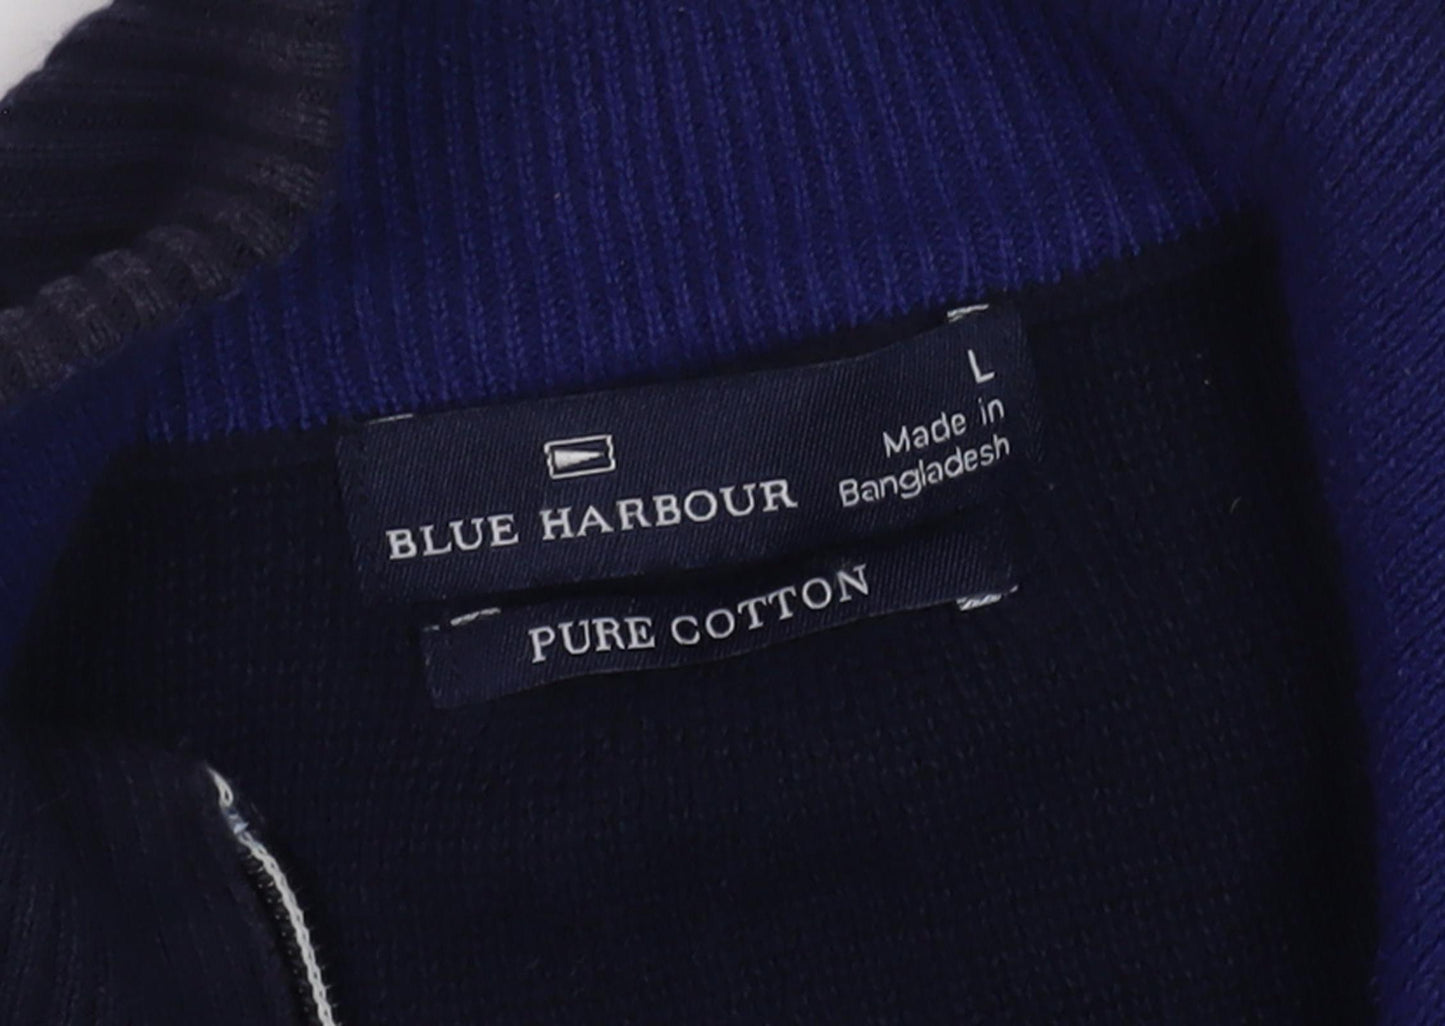 L
Made in
Bangladesh
BLUE HARBOUR
PURE COTTON